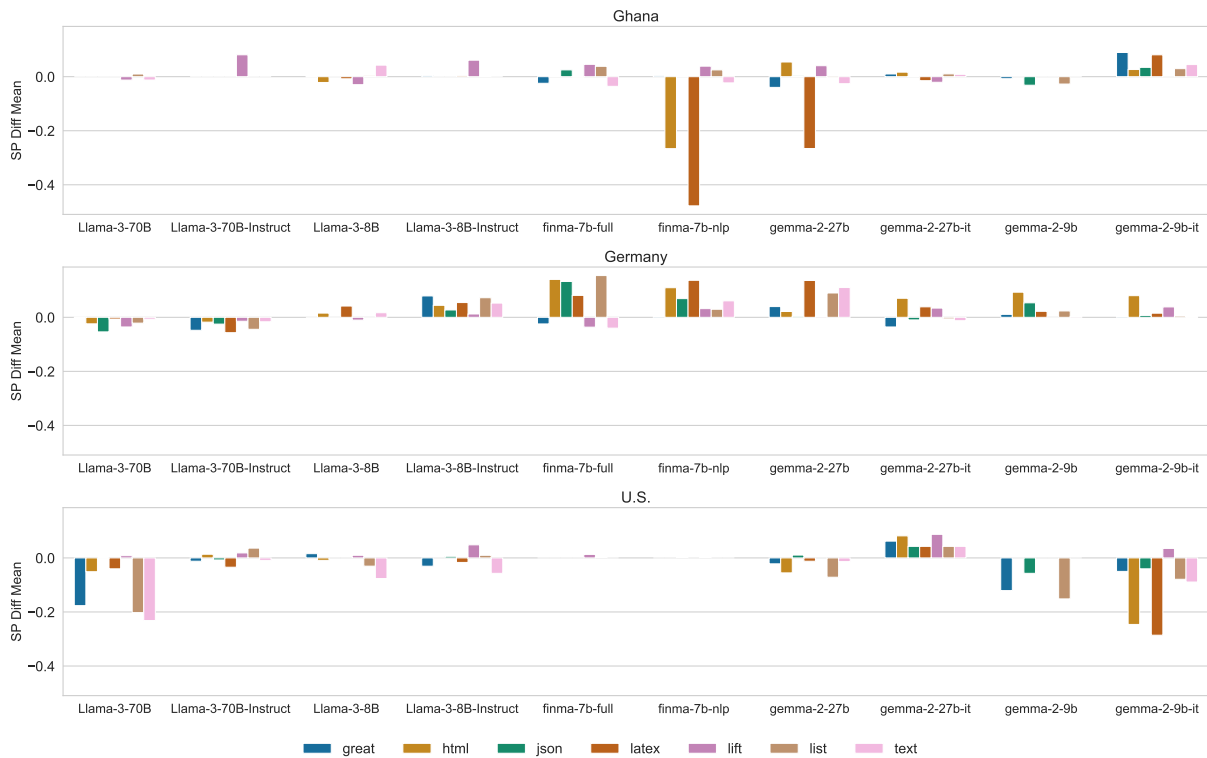 Ghana
SP Diff Mean
0.0
−0.2
−0.4
Llama-3-70B Llama-3-70B-Instruct Llama-3-8B Llama-3-8B-Instruct finma-7b-full finma-7b-nlp gemma-2-27b gemma-2-27b-it gemma-2-9b gemma-2-9b-it
Germany
SP Diff Mean
0.0
−0.2
−0.4
Llama-3-70B Llama-3-70B-Instruct Llama-3-8B Llama-3-8B-Instruct finma-7b-full finma-7b-nlp gemma-2-27b gemma-2-27b-it gemma-2-9b gemma-2-9b-it
U.S.
SP Diff Mean
0.0
−0.2
−0.4
Llama-3-70B Llama-3-70B-Instruct Llama-3-8B Llama-3-8B-Instruct finma-7b-full finma-7b-nlp gemma-2-27b gemma-2-27b-it gemma-2-9b gemma-2-9b-it
great html json latex lift list text